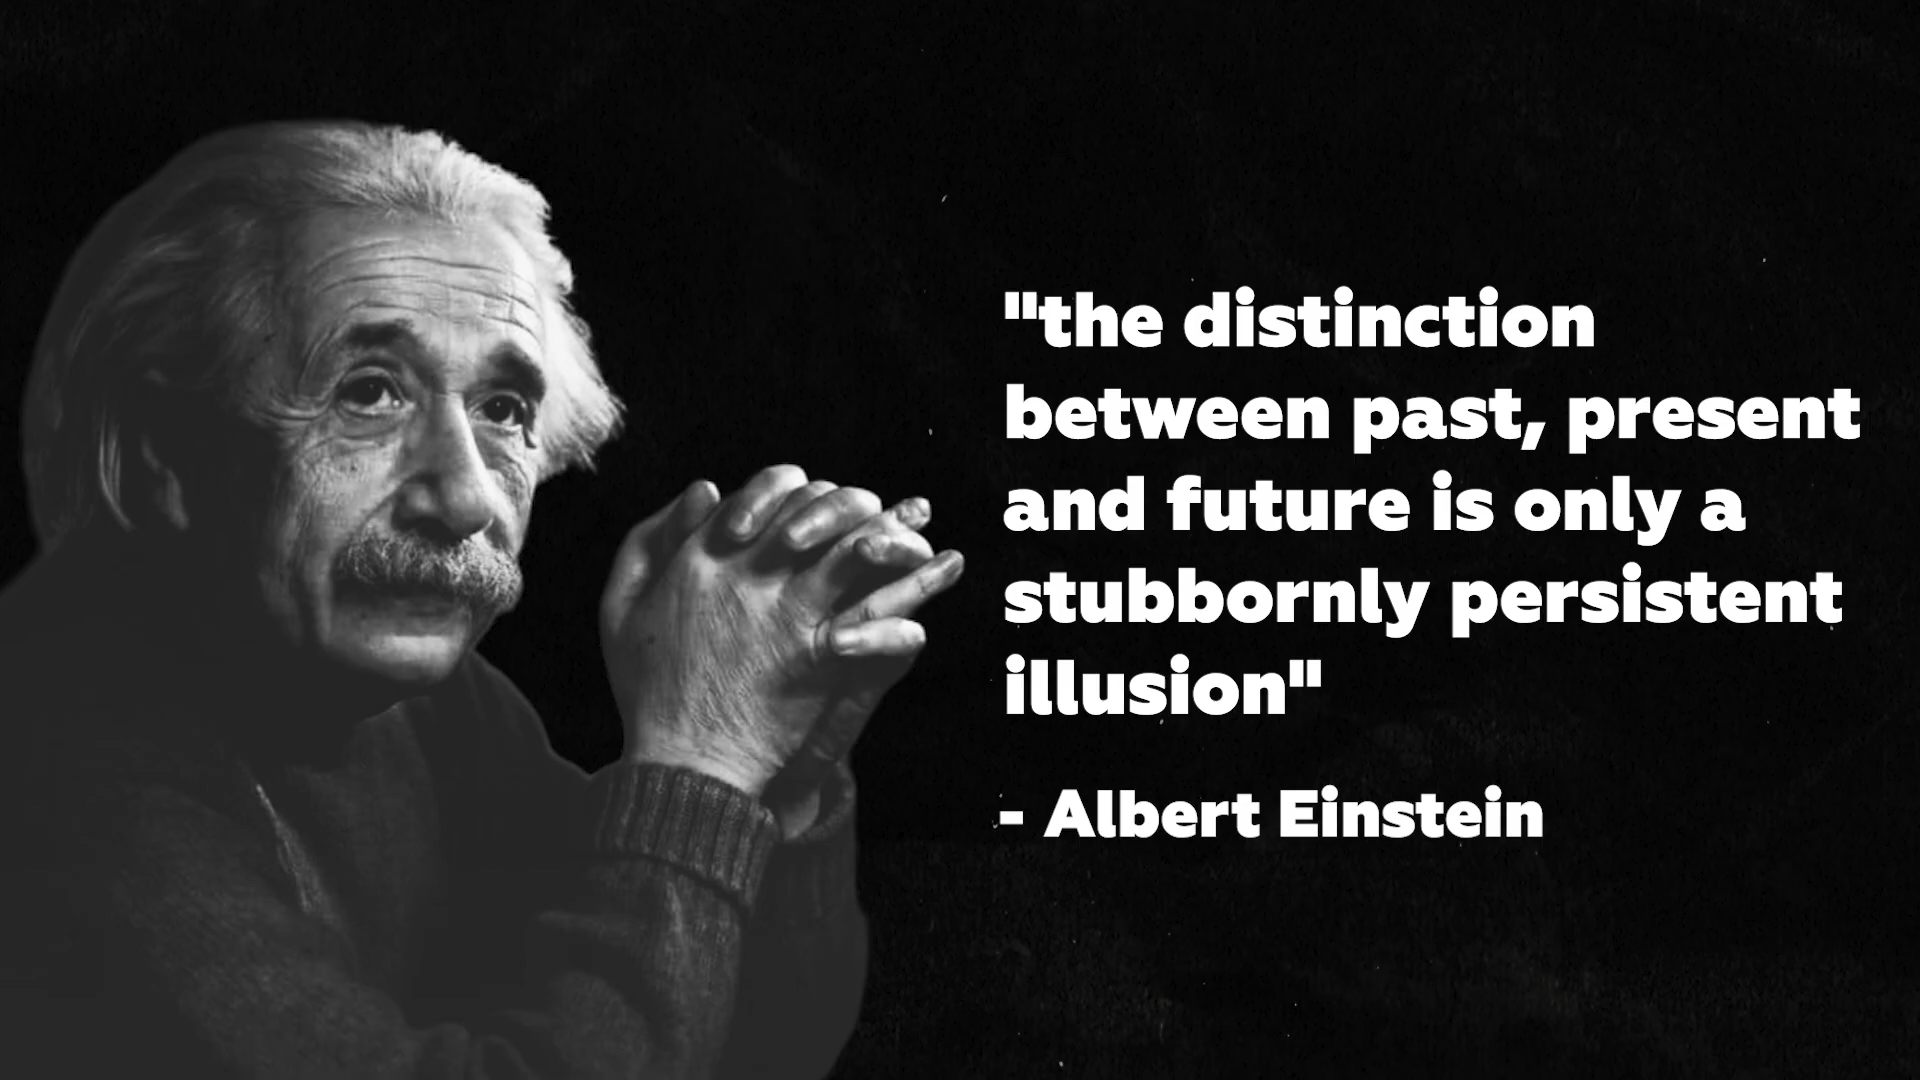 "the distinction
between past, present
and future is only a
stubbornly persistent
illusion"
- Albert Einstein